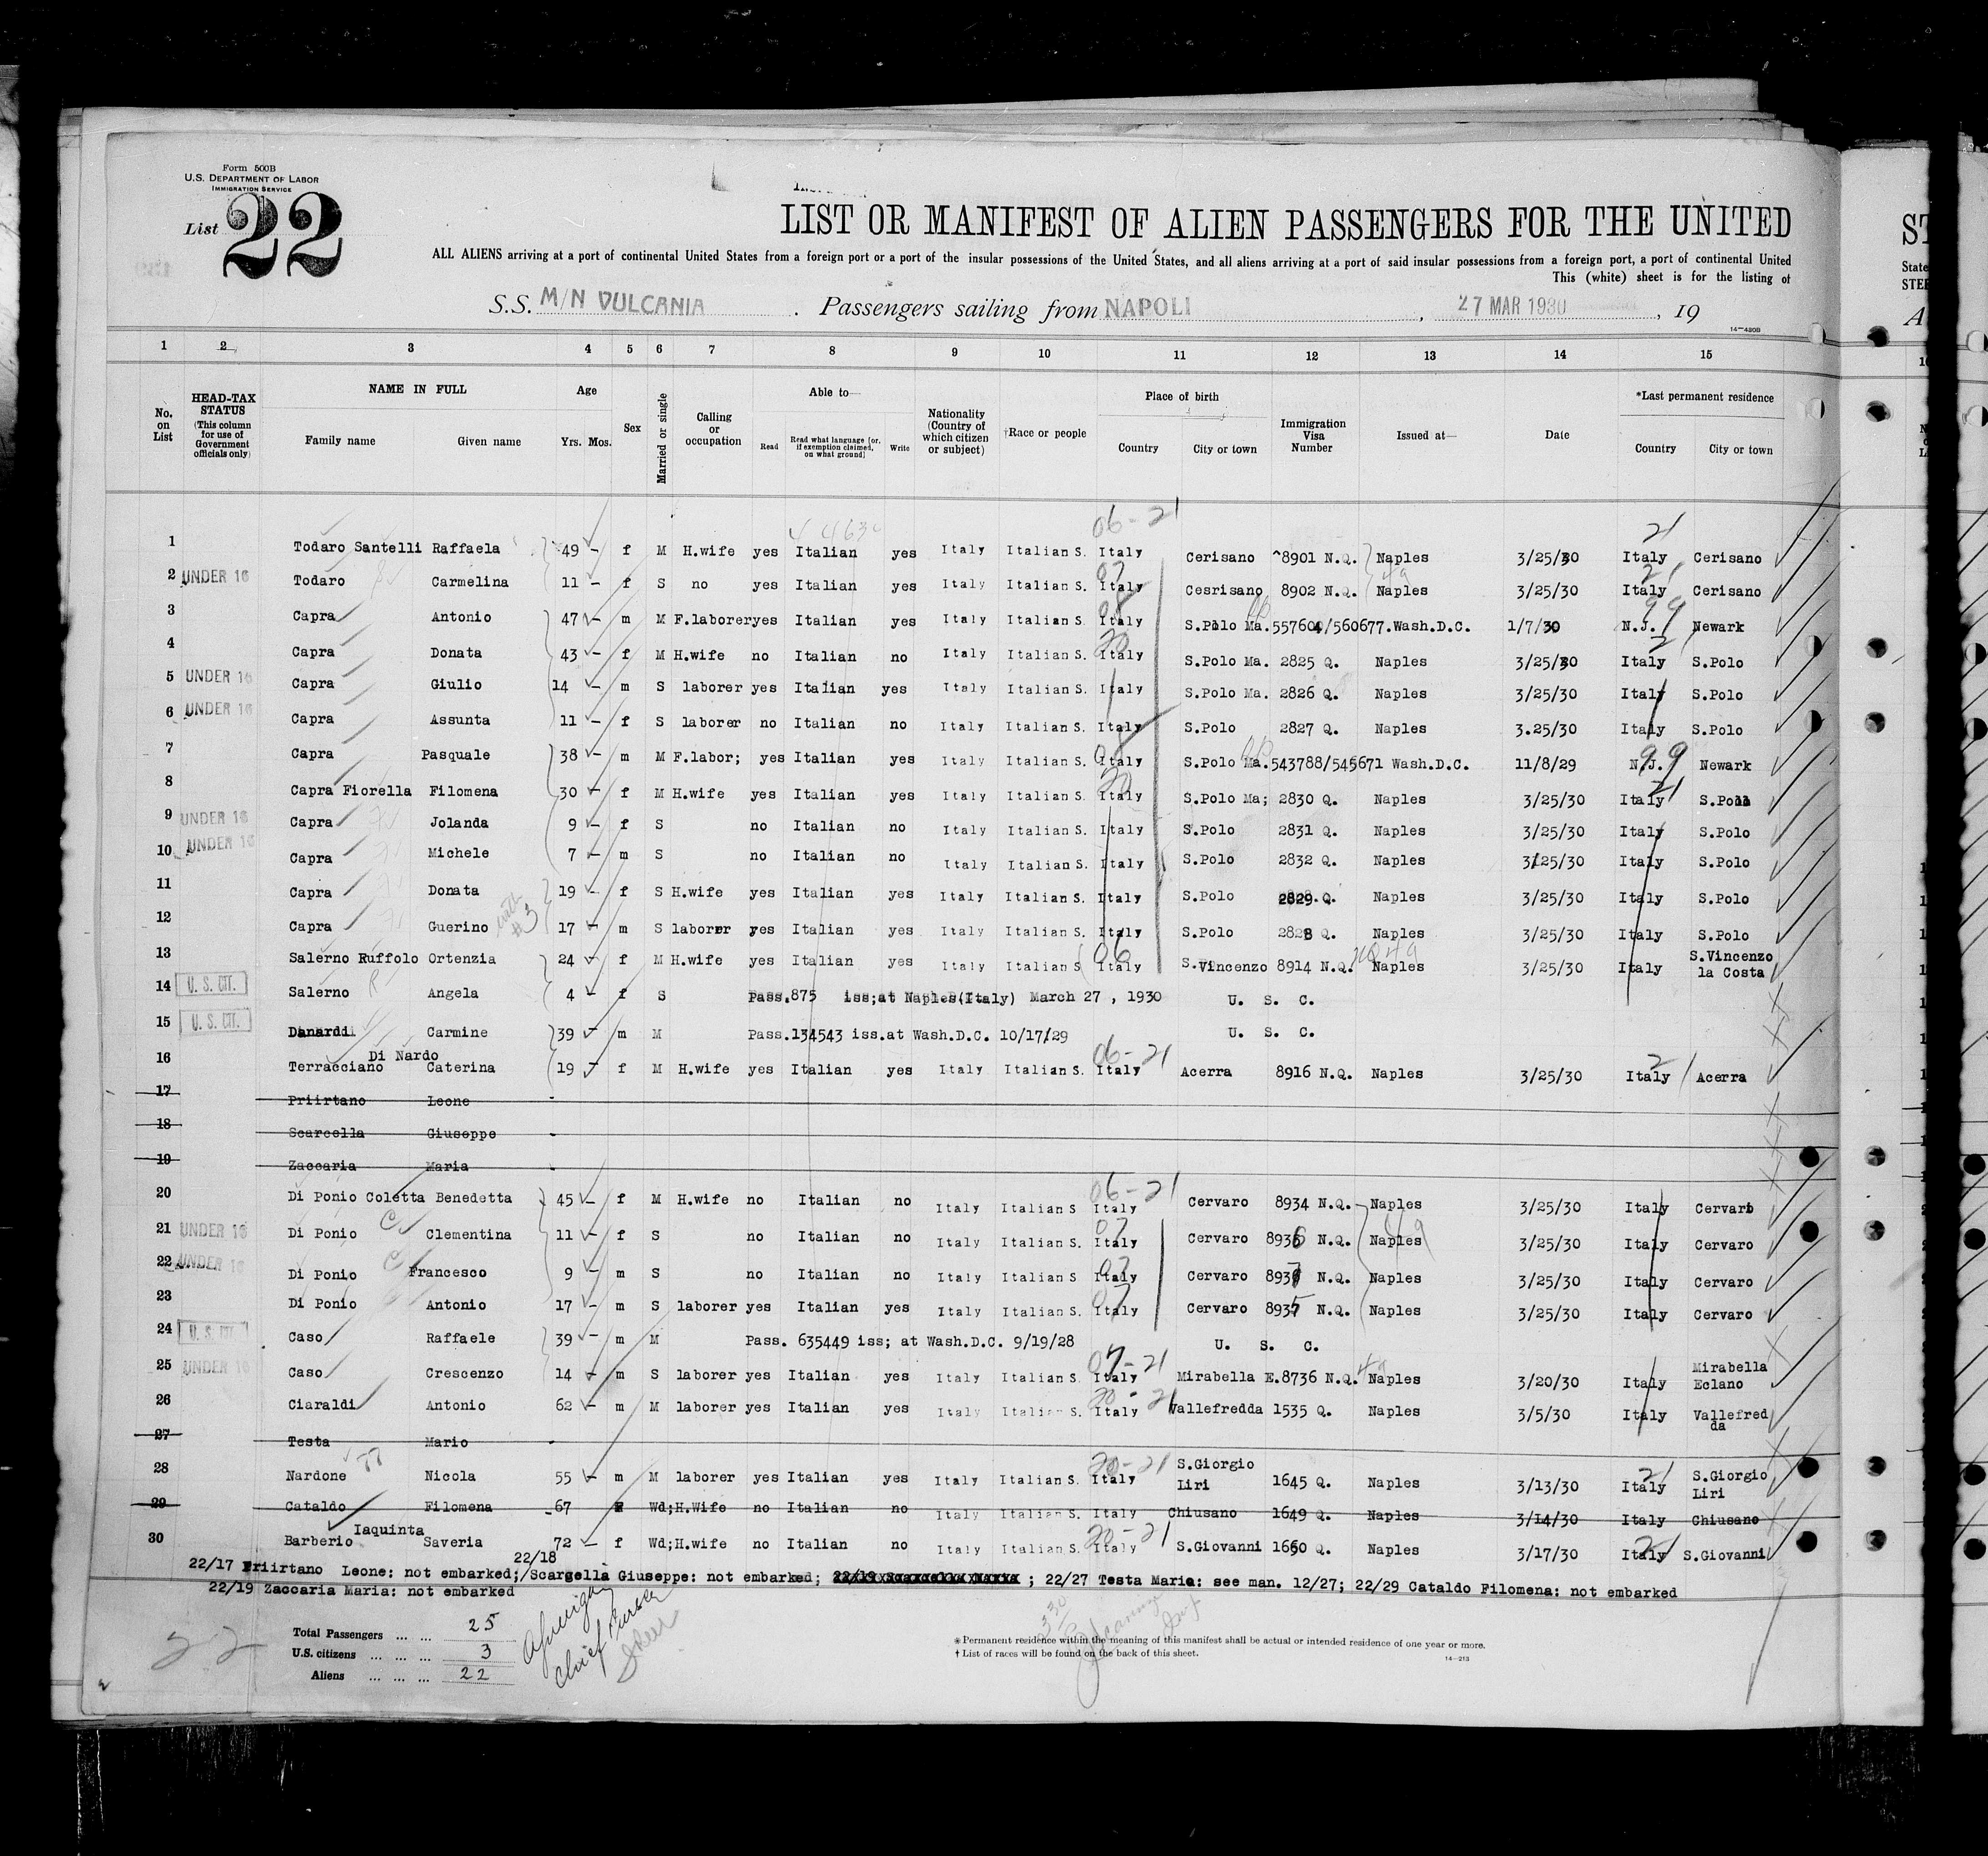 Form 500B
U.S. DEPARTMENT OF LABOR
IMMIGRATION SERVICE
List 22
LIST OR MANIFEST OF ALIEN PASSENGERS FOR THE UNITED
ALL ALIENS arriving at a port of continental United States from a foreign port or a port of the insular possessions of the United States, and all aliens arriving at a port of said insular possessions from a foreign port, a port of continental United
This (white) sheet is for the listing of
S.S. M/N VULCANIA . Passengers sailing from NAPOLI , 27 MAR 1930 , 19
14—430B
1 2 3 4 5 6 7 8 9 10 11 12 13 14 15
No. on List
HEAD-TAX STATUS (This column for use of Government officials only)
NAME IN FULL Family name Given name
Age Yrs. Mos.
Sex
Married or single
Calling or occupation
Able to— Read Read what language [or, if exemption claimed, on what ground] Write
Nationality (Country of which citizen or subject)
†Race or people
Place of birth Country City or town
Immigration Visa Number
Issued at—
Date
*Last permanent residence Country City or town
06-21 21
1 Todaro Santelli Raffaela 49 – f M H.wife yes Italian yes Italy Italian S. Italy Cerisano 8901 N.Q. Naples 3/25/30 Italy Cerisano
2 UNDER 16 Todaro Carmelina 11 – f S no yes Italian yes Italy Italian S. Italy Cesrisano 8902 N.Q. Naples 3/25/30 Italy Cerisano
3 Capra Antonio 47 – m M F.laborer yes Italian yes Italy Italian S. Italy S.Polo Ma. 557604/560677.Wash.D.C. 1/7/30 N.J. Newark
4 Capra Donata 43 – f M H.wife no Italian no Italy Italian S. Italy S.Polo Ma. 2825 Q. Naples 3/25/30 Italy S.Polo
5 UNDER 16 Capra Giulio 14 – m S laborer yes Italian yes Italy Italian S. Italy S.Polo Ma. 2826 Q. Naples 3/25/30 Italy S.Polo
6 UNDER 16 Capra Assunta 11 – f S laborer no Italian no Italy Italian S. Italy S.Polo 2827 Q. Naples 3.25/30 Italy S.Polo
7 Capra Pasquale 38 – m M F.labor; yes Italian yes Italy Italian S. Italy S.Polo Ma. 543788/545671 Wash.D.C. 11/8/29 N.J. Newark
8 Capra Fiorella Filomena 30 – f M H.wife yes Italian yes Italy Italian S. Italy S.Polo Ma; 2830 Q. Naples 3/25/30 Italy S.Polo
9 UNDER 16 Capra Jolanda 9 – f S no Italian no Italy Italian S. Italy S.Polo 2831 Q. Naples 3/25/30 Italy S.Polo
10 UNDER 16 Capra Michele 7 – m S no Italian no Italy Italian S. Italy S.Polo 2832 Q. Naples 3/25/30 Italy S.Polo
11 Capra Donata 19 – f S H.wife yes Italian yes Italy Italian S. Italy S.Polo 2829.Q. Naples 3/25/30 Italy S.Polo
with #3
12 Capra Guerino 17 – m S laborer yes Italian yes Italy Italian S. Italy S.Polo 2828 Q. Naples 3/25/30 Italy S.Polo
13 Salerno Ruffolo Ortenzia 24 – f M H.wife yes Italian yes Italy Italian S Italy S.Vincenzo 8914 N.Q. Naples 3/25/30 Italy S.Vincenzo la Costa
14 U. S. CIT. Salerno Angela 4 – f S Pass.875 iss;at Naples(Italy) March 27 , 1930 U. S. C.
15 U. S. CIT. Danardi Carmine 39 – m M Pass.134543 iss.at Wash.D.C. 10/17/29 U. S. C.
16 Terracciano Di Nardo Caterina 19 – f M H.wife yes Italian yes Italy Italian S. Italy 06-21 Acerra 8916 N.Q. Naples 3/25/30 Italy 21 Acerra
17 Priirtano Leone -
18 Scarcella Giuseppe -
19 Zaccaria Maria -
20 Di Ponio Coletta Benedetta 45 – f M H.wife no Italian no Italy Italian S Italy 06-21 Cervaro 8934 N.Q. Naples 3/25/30 Italy Cervaro
21 UNDER 16 Di Ponio Clementina 11 – f S no Italian no Italy Italian S. Italy 07 Cervaro 8936 N.Q. Naples 3/25/30 Italy Cervaro
22 UNDER 16 Di Ponio Francesco 9 – m S no Italian no Italy Italian S. Italy 07 Cervaro 8937 N.Q. Naples 3/25/30 Italy Cervaro
23 Di Ponio Antonio 17 – m S laborer yes Italian yes Italy Italian S. Italy 07 Cervaro 8935 N.Q. Naples 3/25/30 Italy Cervaro
24 U. S. CIT. Caso Raffaele 39 – m M Pass. 635449 iss; at Wash.D.C. 9/19/28 U. S. C.
25 UNDER 16 Caso Crescenzo 14 – m S laborer yes Italian yes Italy Italian S. Italy 07-21 Mirabella E.8736 N.Q. Naples 3/20/30 Italy Mirabella Eclano
26 Ciaraldi Antonio 62 – m M laborer yes Italian yes Italy Italian S. Italy 20-21 Vallefredda 1535 Q. Naples 3/5/30 Italy Vallefred da
27 Testa Mario -
28 Nardone Nicola 55 – m M laborer yes Italian yes Italy Italian S. Italy 20-21 S.Giorgio Liri 1645 Q. Naples 3/13/30 Italy 21 S.Giorgio Liri
29 Cataldo Filomena 67 f Wd;H.Wife no Italian no Italy Italian S. Italy Chiusano 1649 Q. Naples 3/14/30 Italy Chiusano
30 Barberio Iaquinta Saveria 72 – f Wd;H.wife no Italian no Italy Italian S. Italy 20-21 S.Giovanni 1650 Q. Naples 3/17/30 Italy 21 S.Giovanni
22/17 Priirtano Leone: not embarked; 22/18 /Scargella Giuseppe: not embarked; ; 22/27 Testa Maria: see man. 12/27; 22/29 Cataldo Filomena: not embarked
22/19 Zaccaria Maria: not embarked
22
Total Passengers ... ... 25
U.S. citizens ... ... ... 3
Aliens ... ... ... 22
Chief Purser
*Permanent residence within the meaning of this manifest shall be actual or intended residence of one year or more.
† List of races will be found on the back of this sheet.
14—213